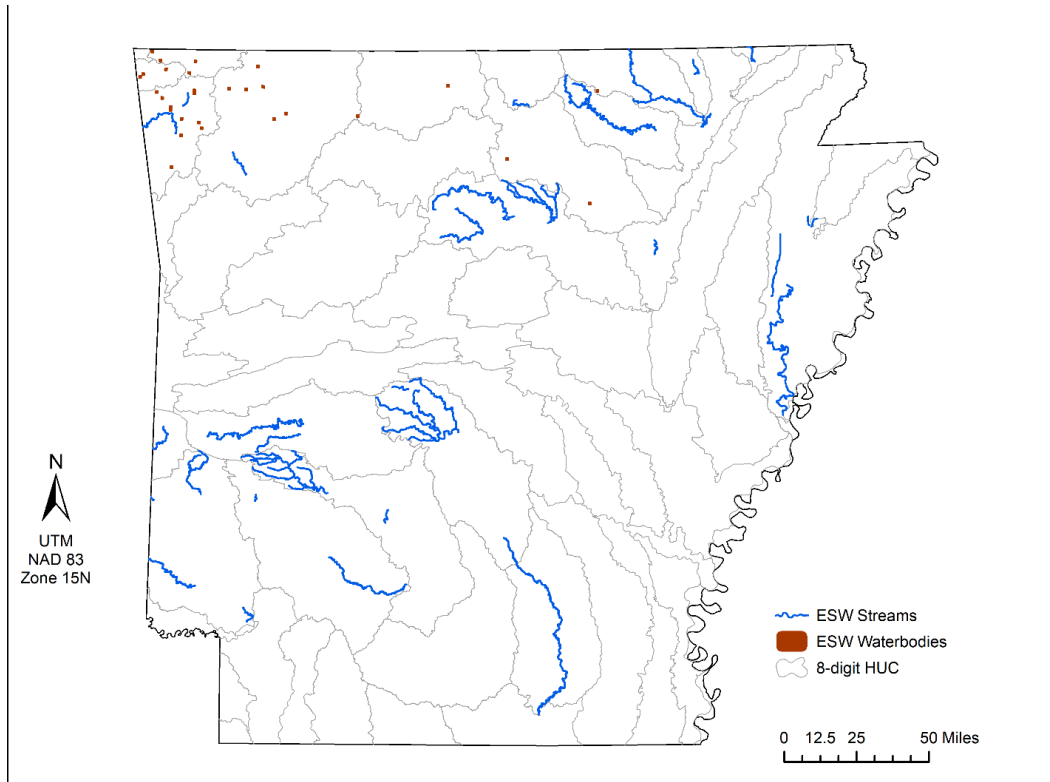 N
UTM
NAD 83
Zone 15N
ESW Streams
ESW Waterbodies
8-digit HUC
0 12.5 25 50 Miles